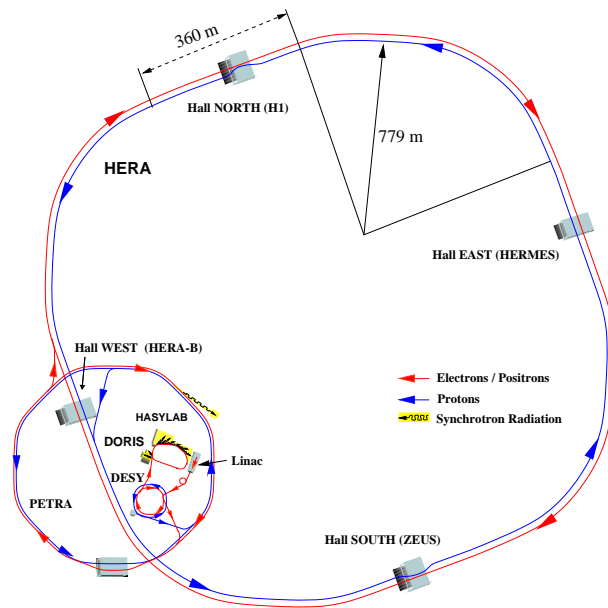 360 m
Hall NORTH (H1)
HERA
779 m
Hall EAST (HERMES)
Hall WEST (HERA-B)
Electrons / Positrons
Protons
Synchrotron Radiation
HASYLAB
DORIS
Linac
DESY
PETRA
Hall SOUTH (ZEUS)